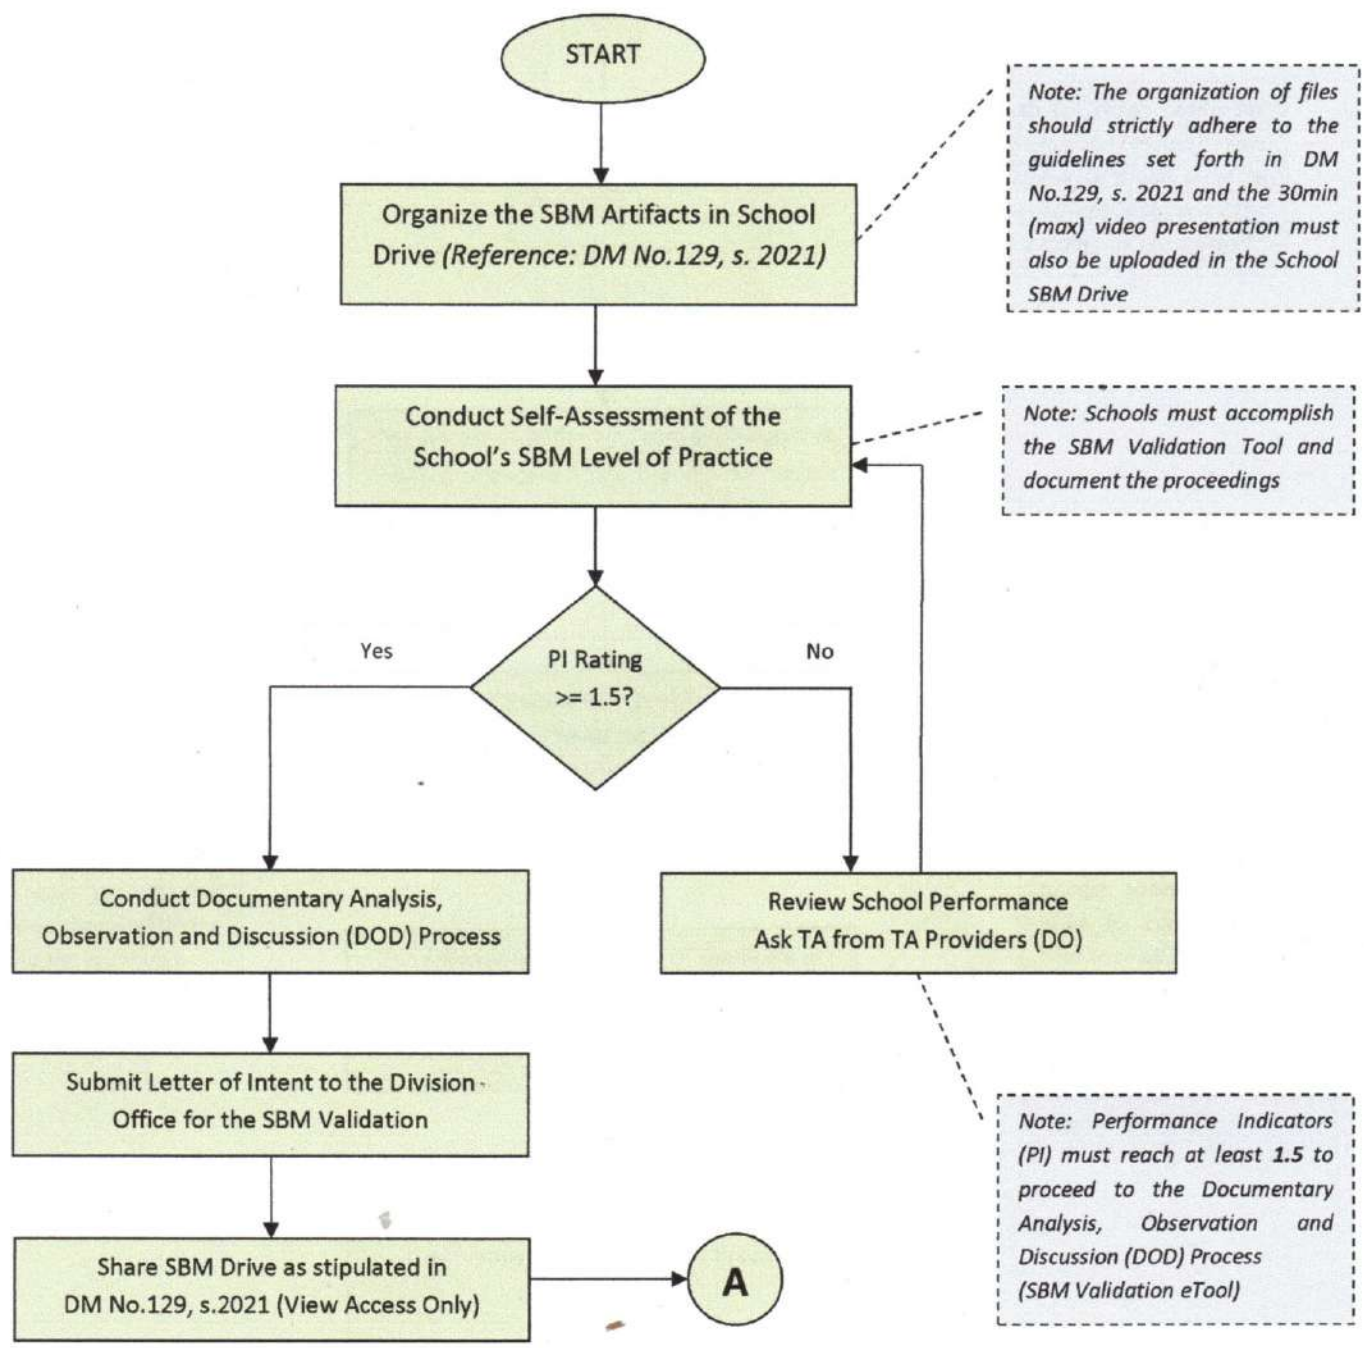 START
Note: The organization of files
should strictly adhere to the
guidelines set forth in DM
No.129, s. 2021 and the 30min
(max) video presentation must
also be uploaded in the School
SBM Drive
Organize the SBM Artifacts in School
Drive (Reference: DM No.129, s. 2021)
Conduct Self-Assessment of the
School's SBM Level of Practice
Note: Schools must accomplish
the SBM Validation Tool and
document the proceedings
Yes
PI Rating
>= 1.5?
No
Conduct Documentary Analysis,
Observation and Discussion (DOD) Process
Review School Performance
Ask TA from TA Providers (DO)
Submit Letter of Intent to the Division
Office for the SBM Validation
Note: Performance Indicators
(PI) must reach at least 1.5 to
proceed to the Documentary
Analysis, Observation and
Discussion (DOD) Process
(SBM Validation eTool)
Share SBM Drive as stipulated in
DM No.129, s.2021 (View Access Only)
A